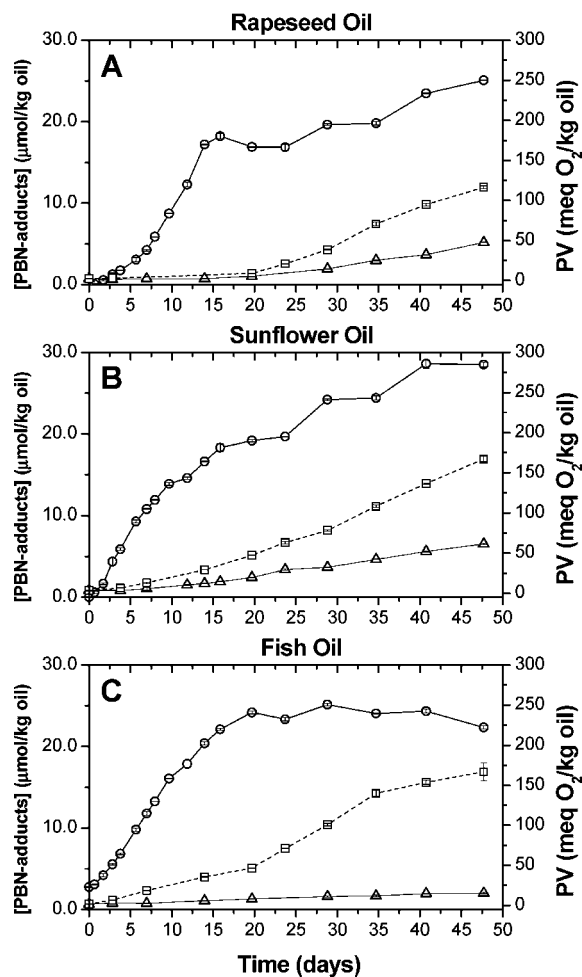 Rapeseed Oil
A
[PBN-adducts] (μmol/kg oil)
30.0
20.0
10.0
0.0
300
250
200
150
100
50
0
PV (meq O2/kg oil)
0 5 10 15 20 25 30 35 40 45 50
Sunflower Oil
B
[PBN-adducts] (μmol/kg oil)
30.0
20.0
10.0
0.0
300
250
200
150
100
50
0
PV (meq O2/kg oil)
0 5 10 15 20 25 30 35 40 45 50
Fish Oil
C
[PBN-adducts] (μmol/kg oil)
30.0
20.0
10.0
0.0
300
250
200
150
100
50
0
PV (meq O2/kg oil)
0 5 10 15 20 25 30 35 40 45 50
Time (days)